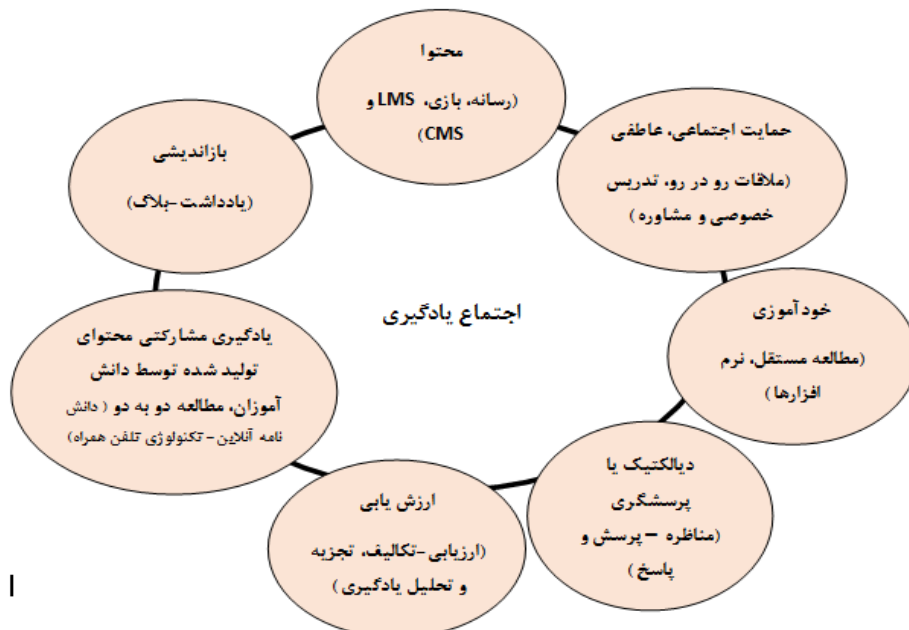 محتوا
(رسانه، بازی، LMS و
CMS)
حمایت اجتماعی، عاطفی
(ملاقات رو در رو، تدریس
خصوصی و مشاوره)
خودآموزی
(مطالعه مستقل، نرم
افزارها)
دیالکتیک یا
پرسشگری
(مناظره – پرسش و
پاسخ)
ارزش یابی
(ارزیابی-تکالیف، تجزیه
و تحلیل یادگیری)
یادگیری مشارکتی محتوای
تولید شده توسط دانش
آموزان، مطالعه دو به دو (دانش
نامه آنلاین - تکنولوژی تلفن همراه)
بازاندیشی
(یادداشت-بلاگ)
اجتماع یادگیری